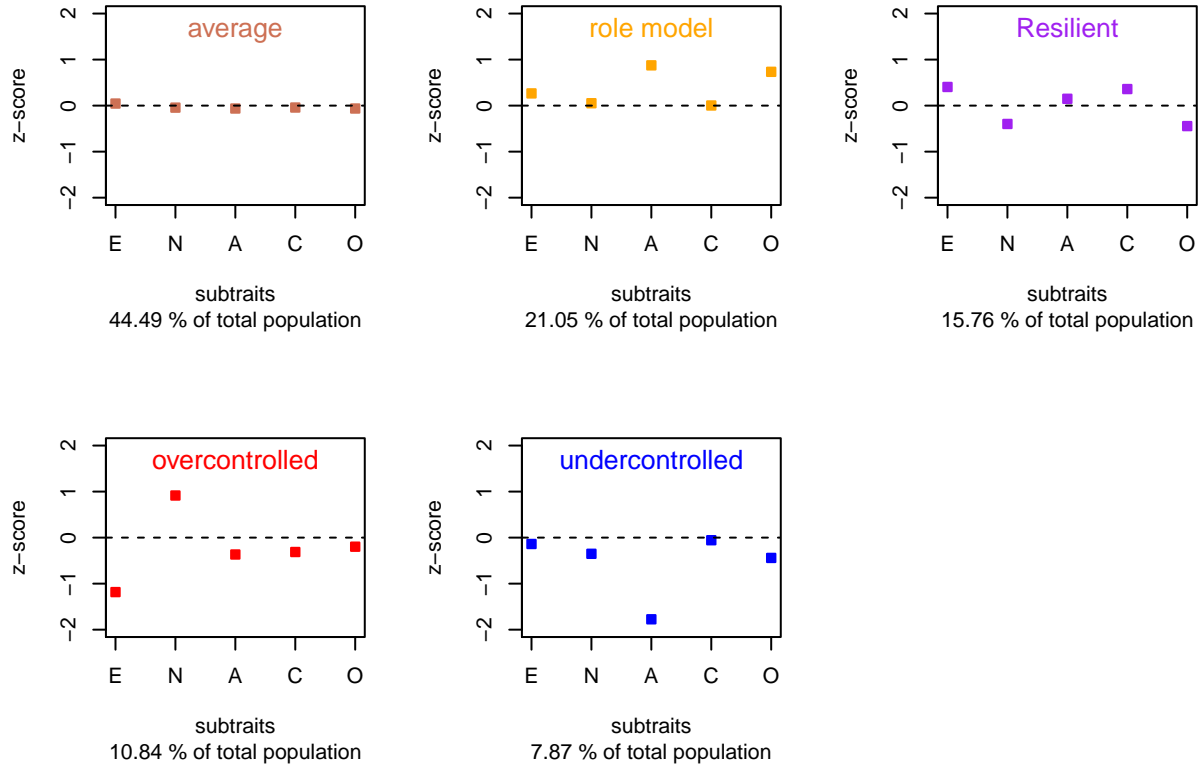 average
z−score
2
1
0
−1
−2
E N A C O
subtraits
44.49 % of total population
role model
z−score
2
1
0
−1
−2
E N A C O
subtraits
21.05 % of total population
Resilient
z−score
2
1
0
−1
−2
E N A C O
subtraits
15.76 % of total population
overcontrolled
z−score
2
1
0
−1
−2
E N A C O
subtraits
10.84 % of total population
undercontrolled
z−score
2
1
0
−1
−2
E N A C O
subtraits
7.87 % of total population